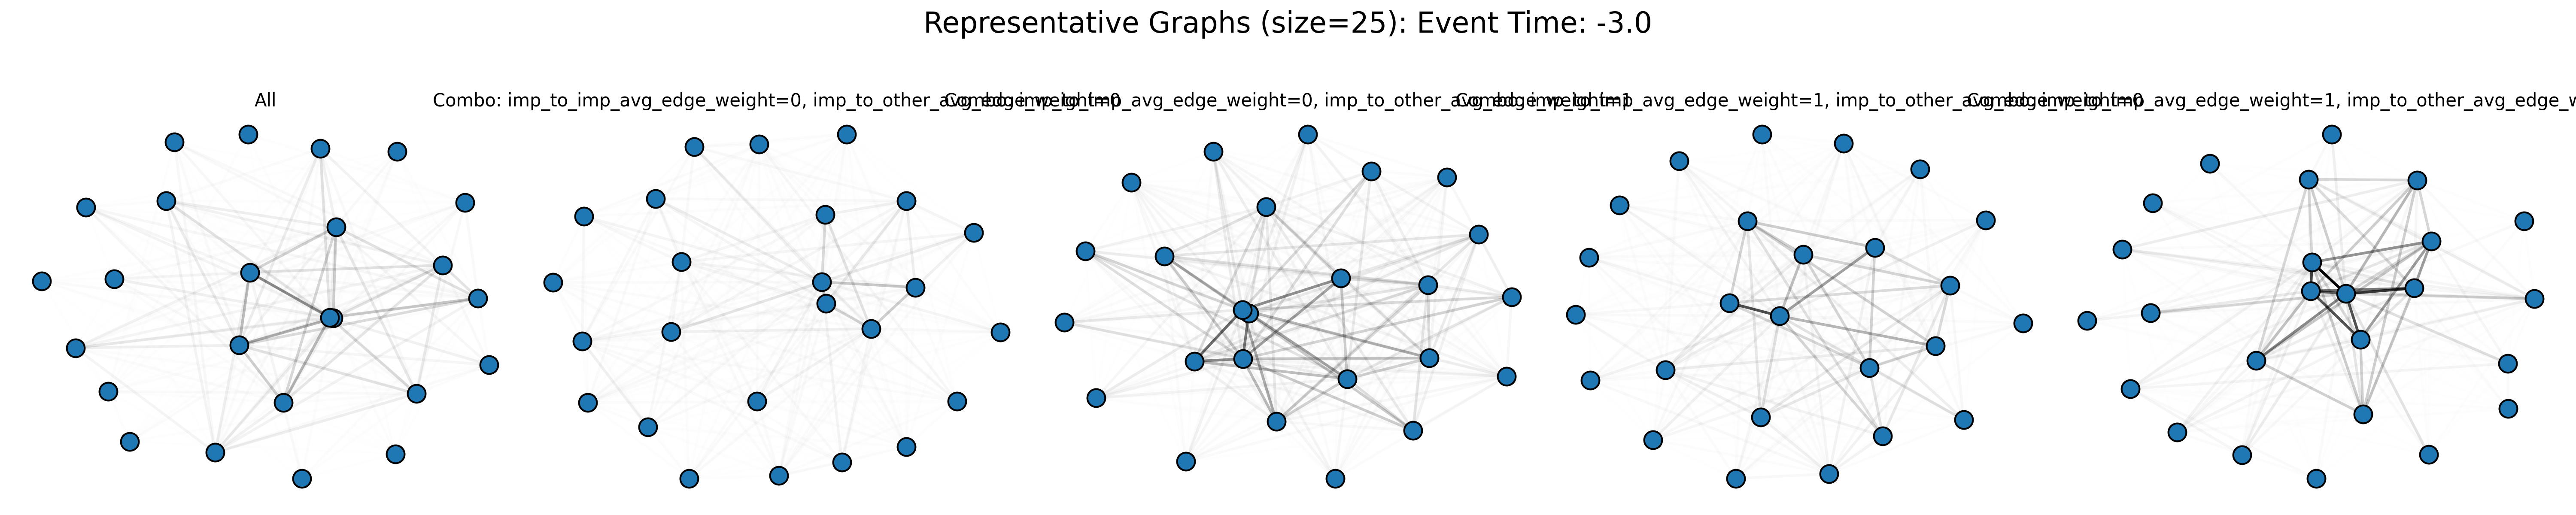 Representative Graphs (size=25): Event Time: -3.0
All
Combo: imp_to_imp_avg_edge_weight=0, imp_to_other_avg_edge_weight=0
Combo: imp_to_imp_avg_edge_weight=0, imp_to_other_avg_edge_weight=1
Combo: imp_to_imp_avg_edge_weight=1, imp_to_other_avg_edge_weight=0
Combo: imp_to_imp_avg_edge_weight=1, imp_to_other_avg_edge_w